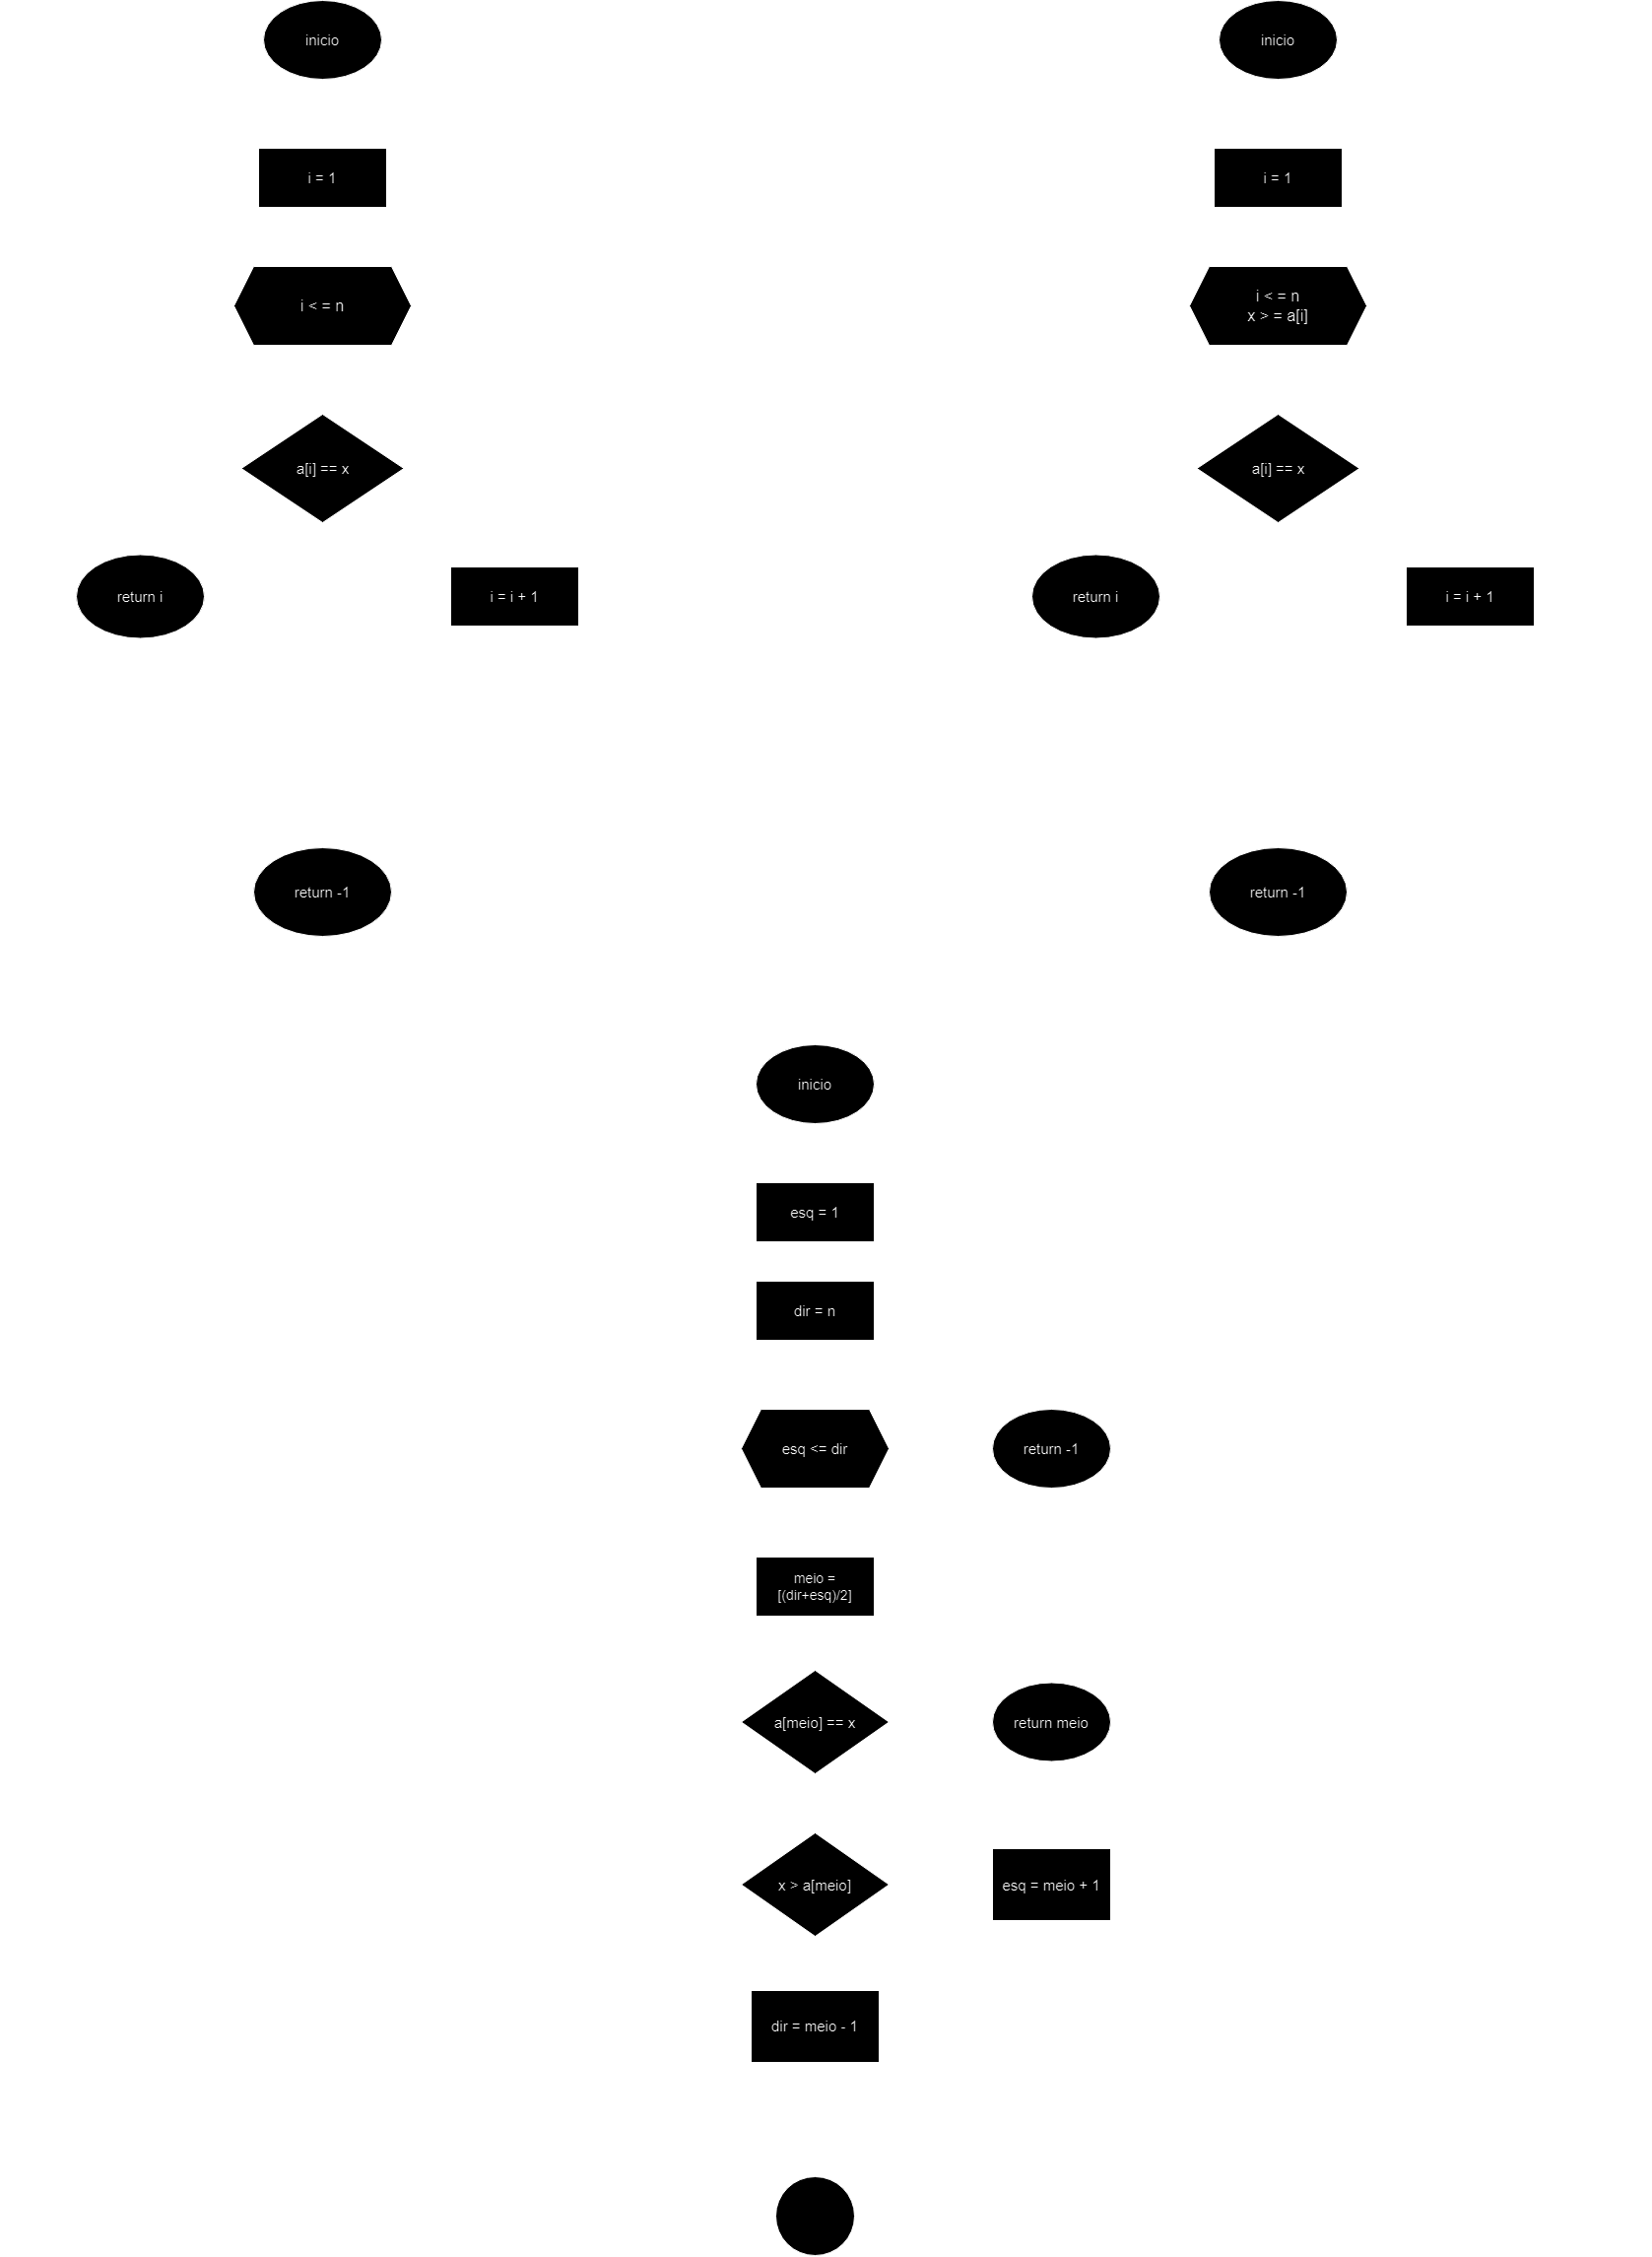 inicio
i = 1
i < = n
a[i] == x
return i
i = i + 1
return -1
inicio
i = 1
i < = n
x > = a[i]
a[i] == x
return i
i = i + 1
return -1
inicio
esq = 1
dir = n
esq <= dir
return -1
meio =
[(dir+esq)/2]
a[meio] == x
return meio
x > a[meio]
esq = meio + 1
dir = meio - 1